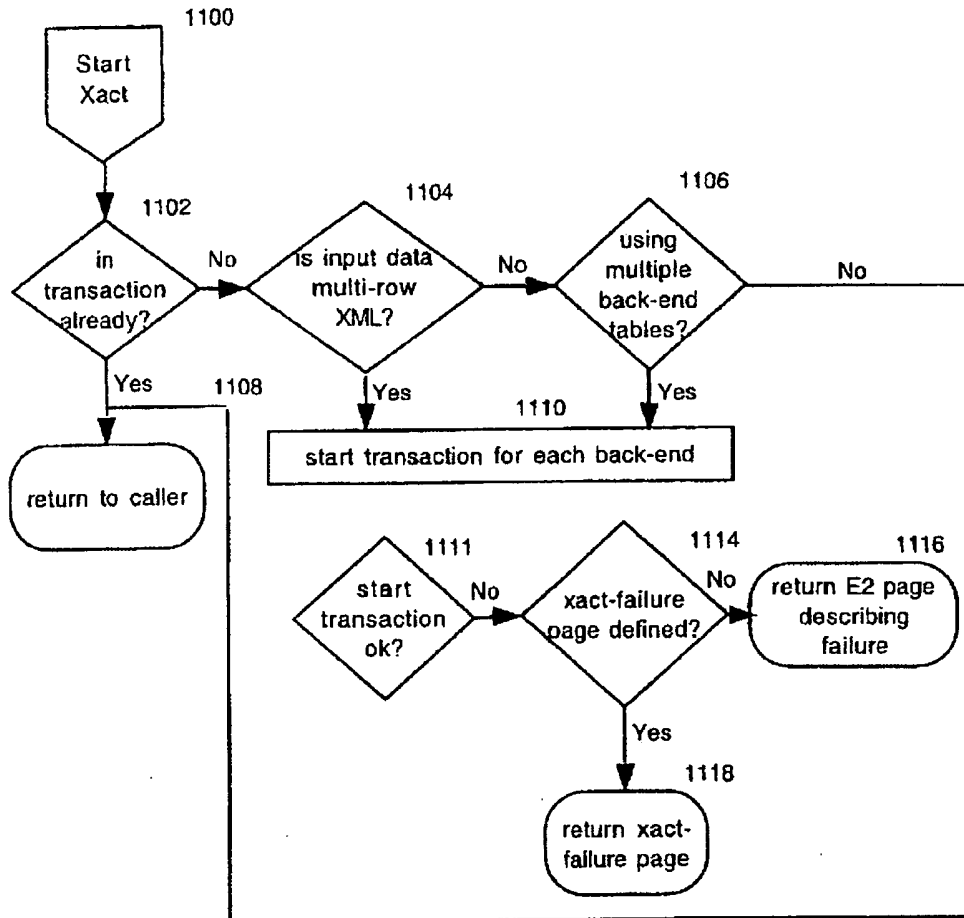 1100
Start
Xact
1102
in
transaction
already?
No
1104
is input data
multi-row
XML?
No
1106
using
multiple
back-end
tables?
No
Yes
1108
Yes
1110
Yes
return to caller
start transaction for each back-end
1111
start
transaction
ok?
No
1114
xact-failure
page defined?
No
1116
return E2 page
describing
failure
Yes
1118
return xact-
failure page